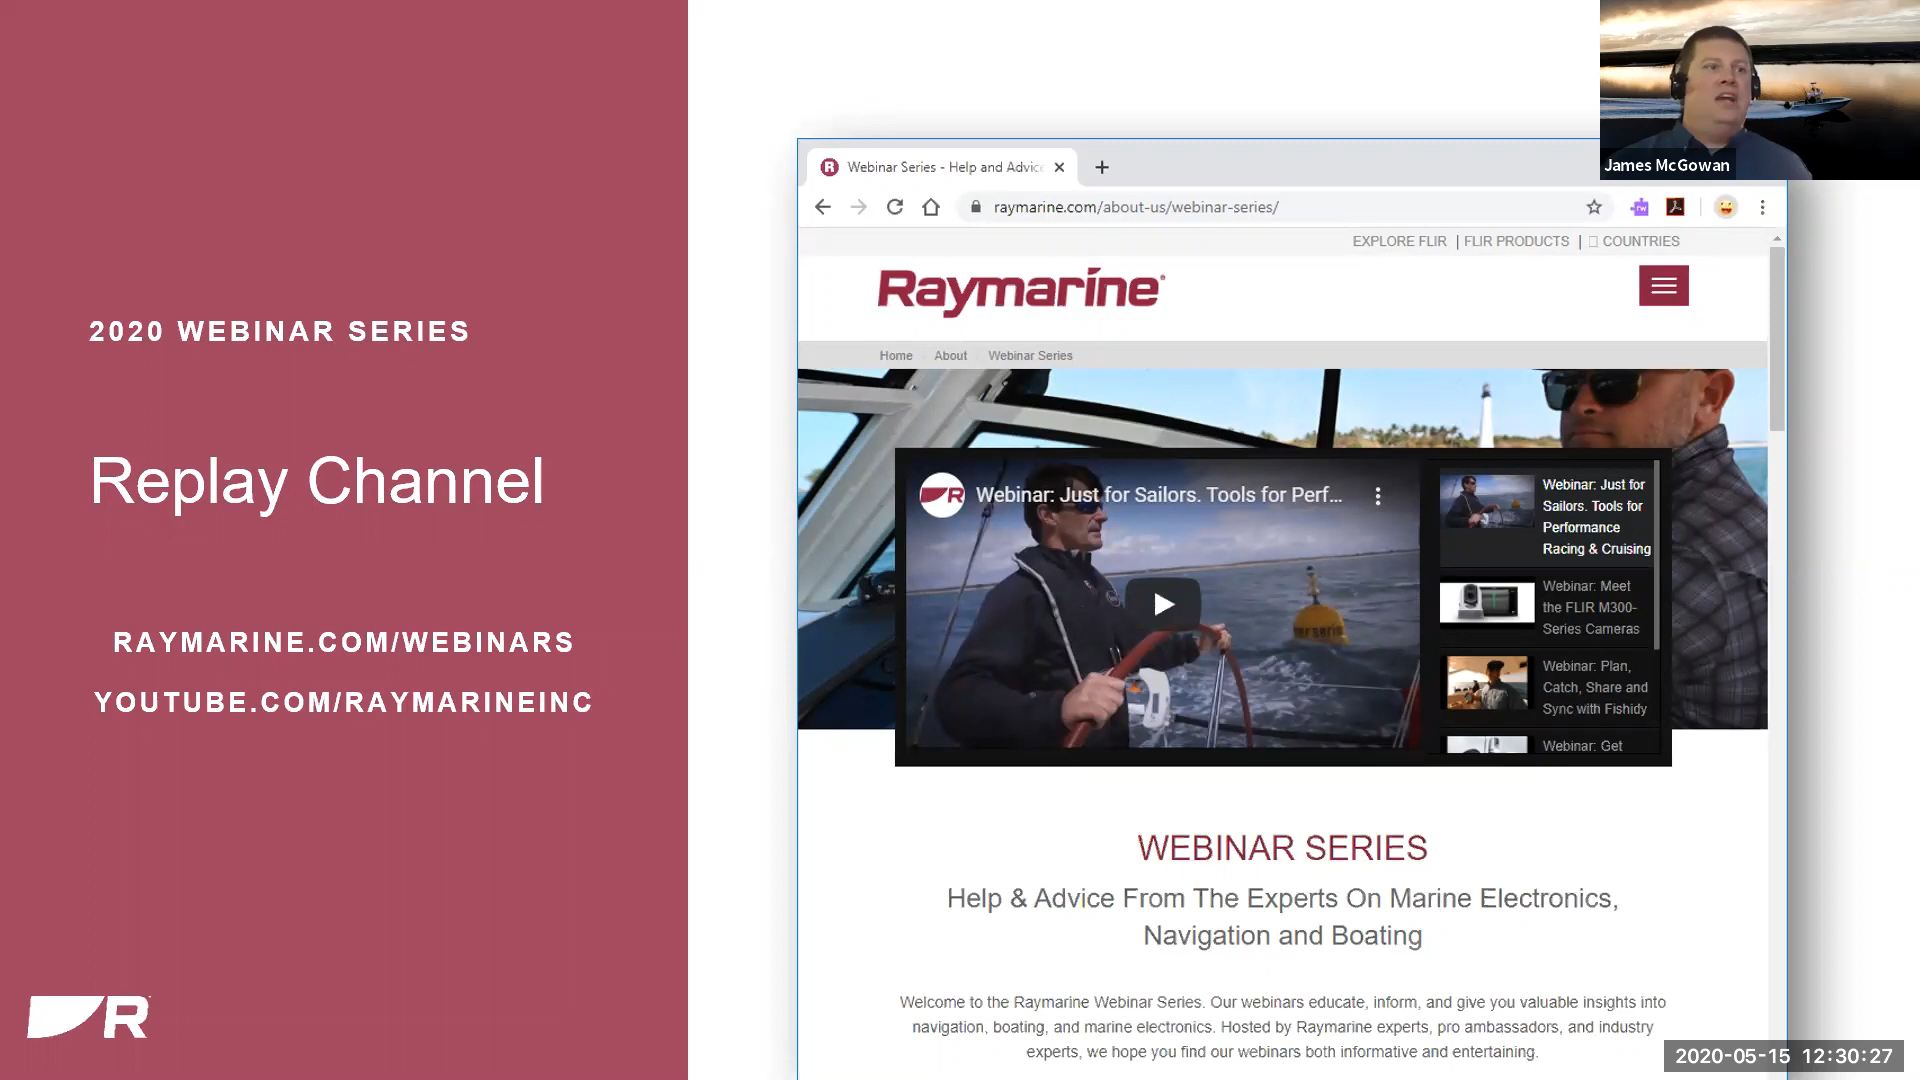 2020 WEBINAR SERIES
Replay Channel
RAYMARINE.COM/WEBINARS
YOUTUBE.COM/RAYMARINEINC
R
James McGowan
R
Webinar Series - Help and Advice
raymarine.com/about-us/webinar-series/
EXPLORE FLIR | FLIR PRODUCTS | COUNTRIES
Raymarine®
Home About Webinar Series
R
Webinar: Just for Sailors. Tools for Perf...
Webinar: Just for
Sailors. Tools for
Performance
Racing & Cruising
Webinar: Meet
the FLIR M300-
Series Cameras
Webinar: Plan,
Catch, Share and
Sync with Fishidy
Webinar: Get
WEBINAR SERIES
Help & Advice From The Experts On Marine Electronics,
Navigation and Boating
Welcome to the Raymarine Webinar Series. Our webinars educate, inform, and give you valuable insights into
navigation, boating, and marine electronics. Hosted by Raymarine experts, pro ambassadors, and industry
experts, we hope you find our webinars both informative and entertaining.
2020-05-15 12:30:27